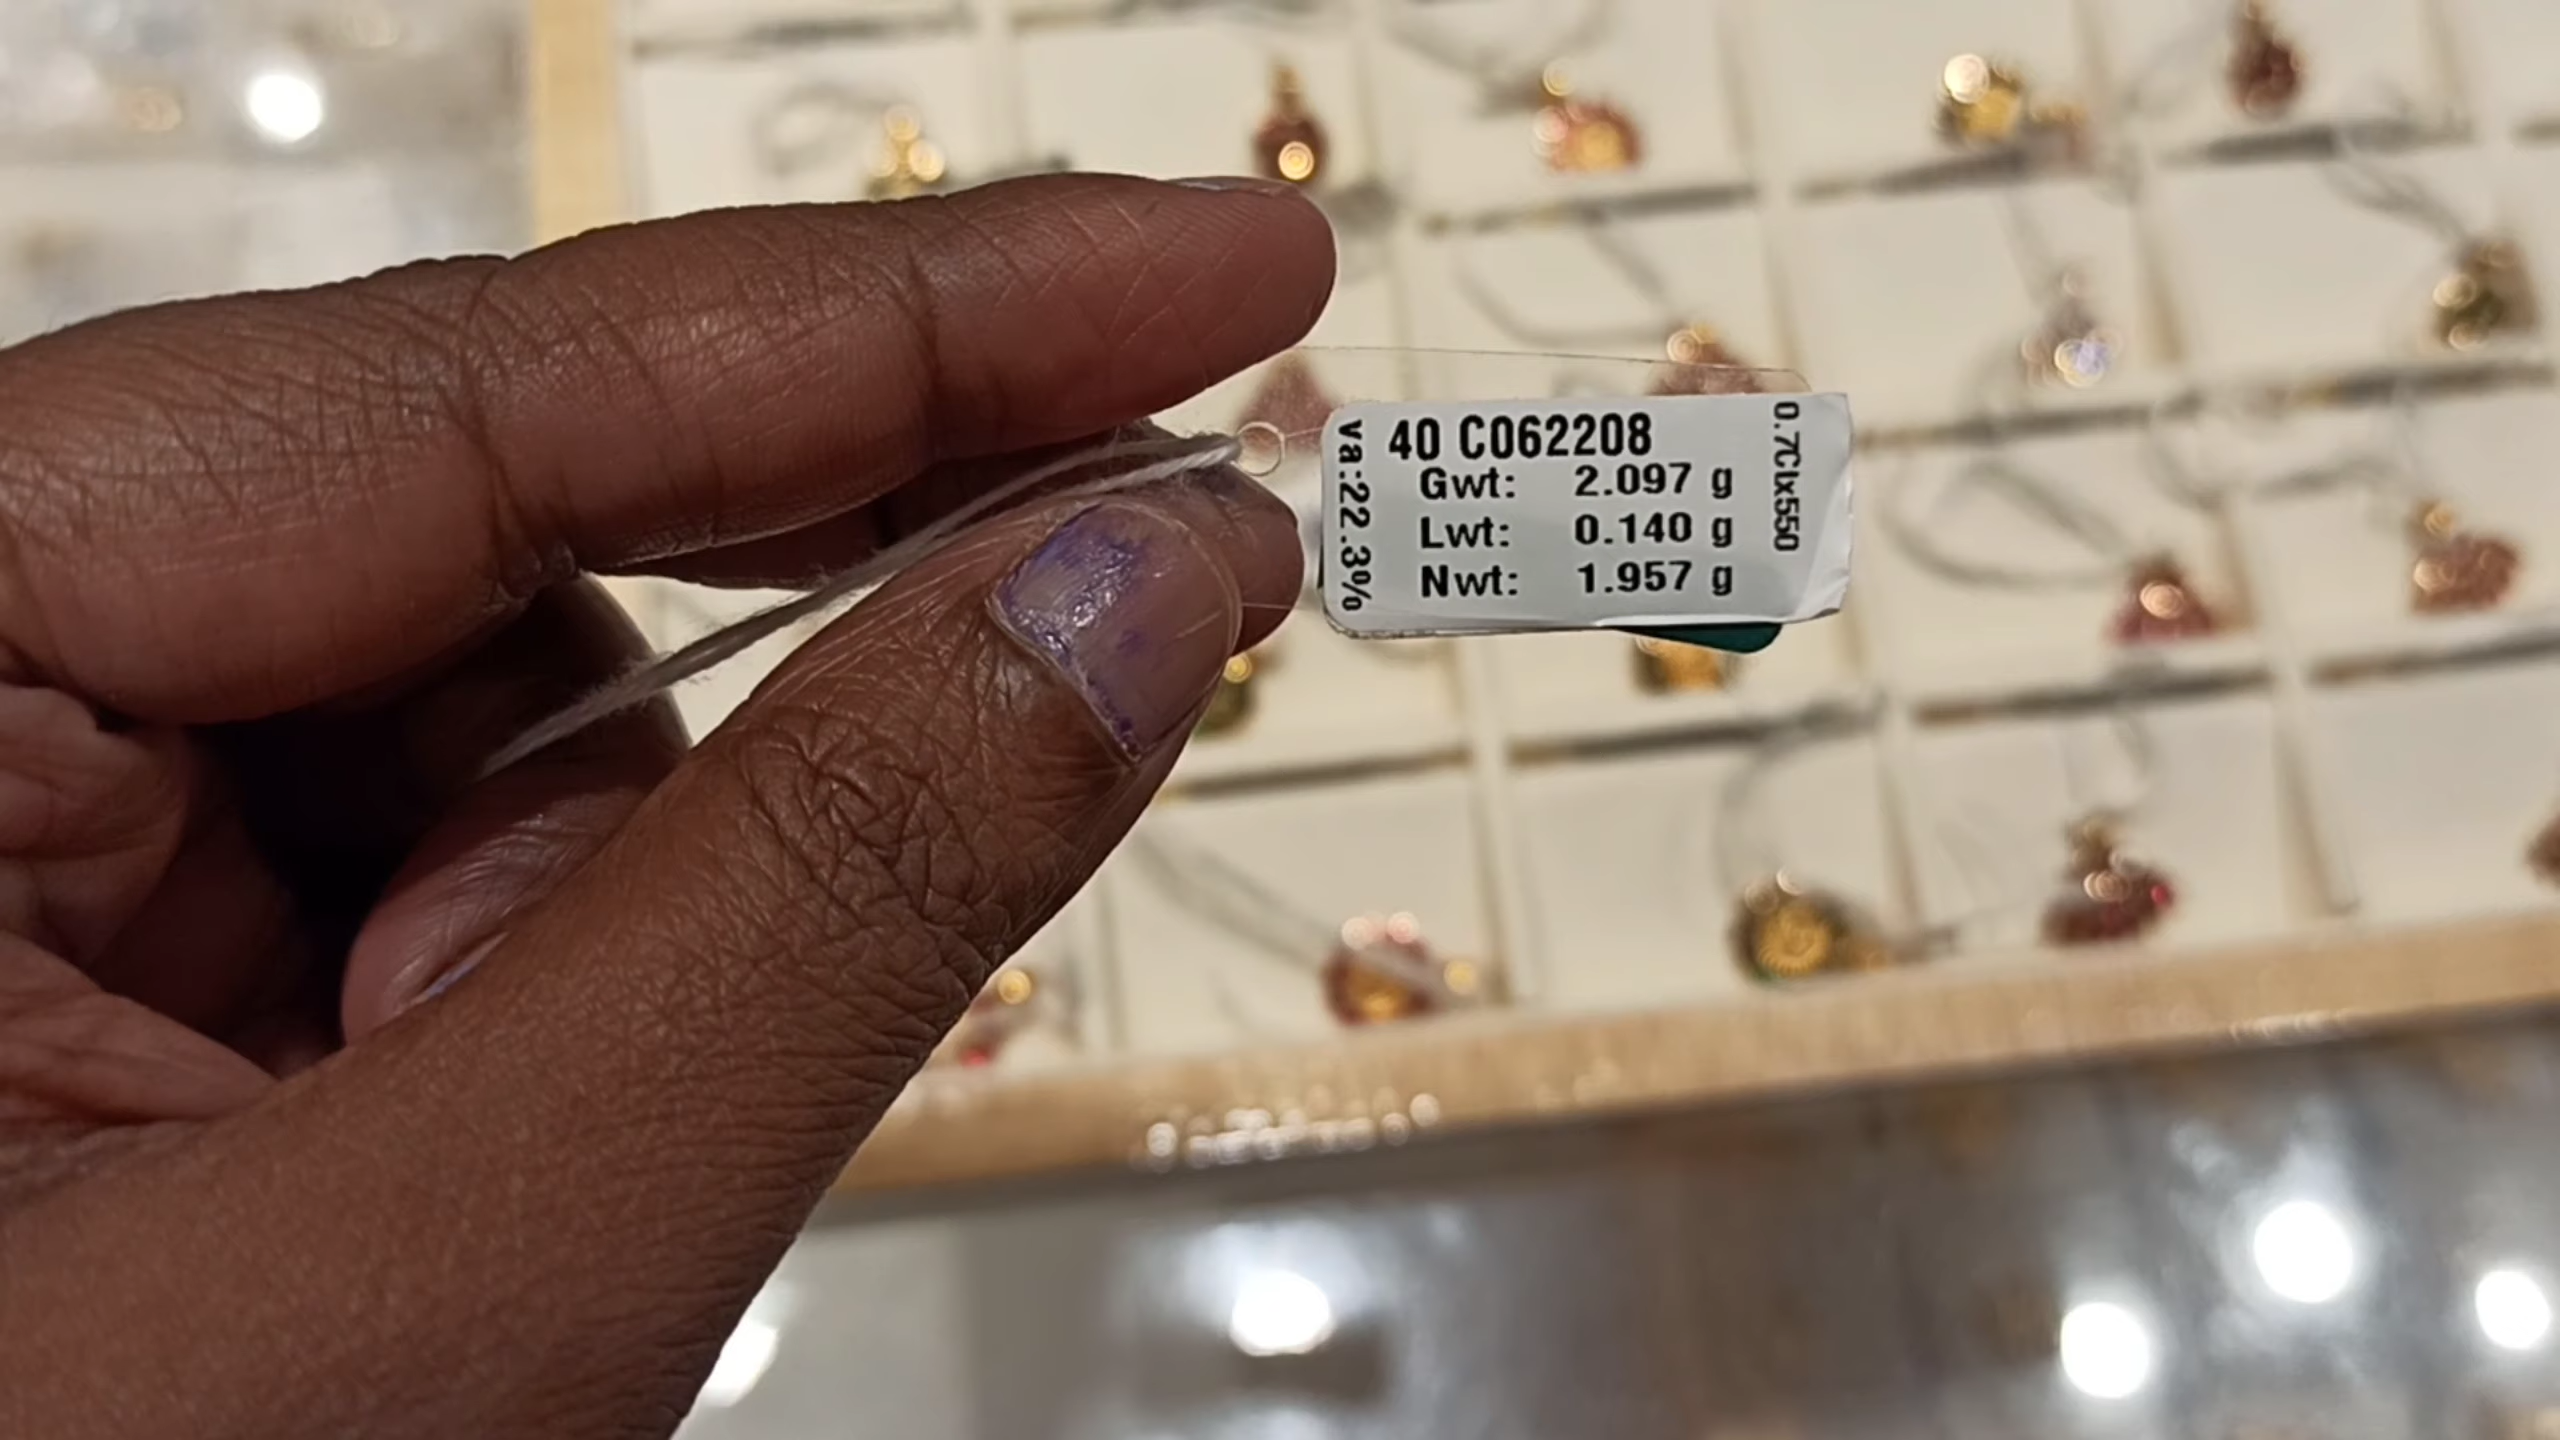 40 C062208
Gwt: 2.097 g
Lwt: 0.140 g
Nwt: 1.957 g
va:22.3%
0.7Ctx550